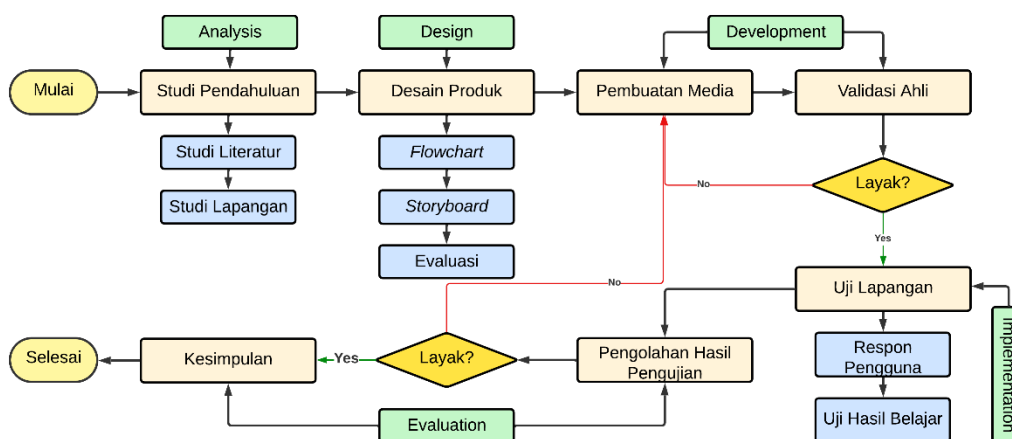 Analysis
Design
Development
Mulai
Studi Pendahuluan
Desain Produk
Pembuatan Media
Validasi Ahli
Studi Literatur
Flowchart
No
Layak?
Studi Lapangan
Storyboard
Yes
Evaluasi
No
Uji Lapangan
Selesai
Kesimpulan
Yes
Layak?
Pengolahan Hasil
Pengujian
Respon
Pengguna
Implementation
Evaluation
Uji Hasil Belajar